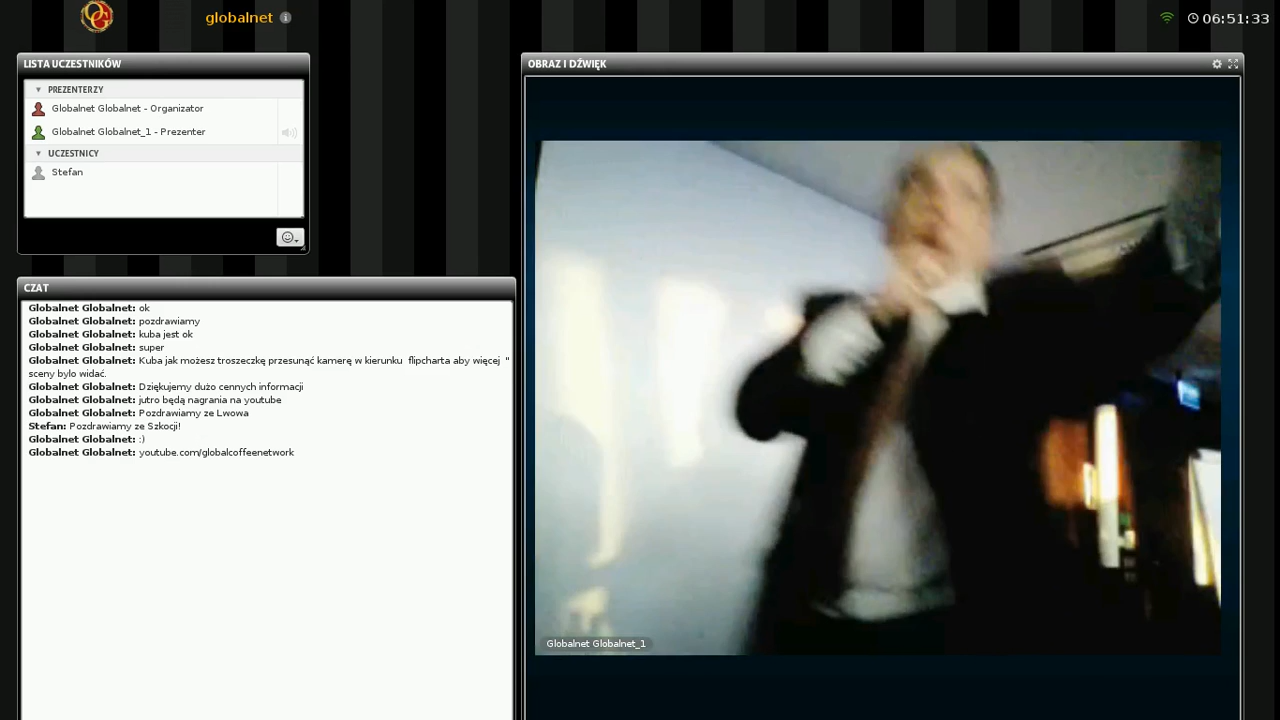 OG
globalnet
06:51:33
LISTA UCZESTNIKÓW
PREZENTERZY
Globalnet Globalnet - Organizator
Globalnet Globalnet_1 - Prezenter
UCZESTNICY
Stefan
CZAT
Globalnet Globalnet: ok
Globalnet Globalnet: pozdrawiamy
Globalnet Globalnet: kuba jest ok
Globalnet Globalnet: super
Globalnet Globalnet: Kuba jak możesz troszeczkę przesunąć kamerę w kierunku flipcharta aby więcej "
sceny bylo widać.
Globalnet Globalnet: Dziękujemy dużo cennych informacji
Globalnet Globalnet: jutro będą nagrania na youtube
Globalnet Globalnet: Pozdrawiamy ze Lwowa
Stefan: Pozdrawiamy ze Szkocji!
Globalnet Globalnet: :)
Globalnet Globalnet: youtube.com/globalcoffeenetwork
OBRAZ I DŹWIĘK
Globalnet Globalnet_1